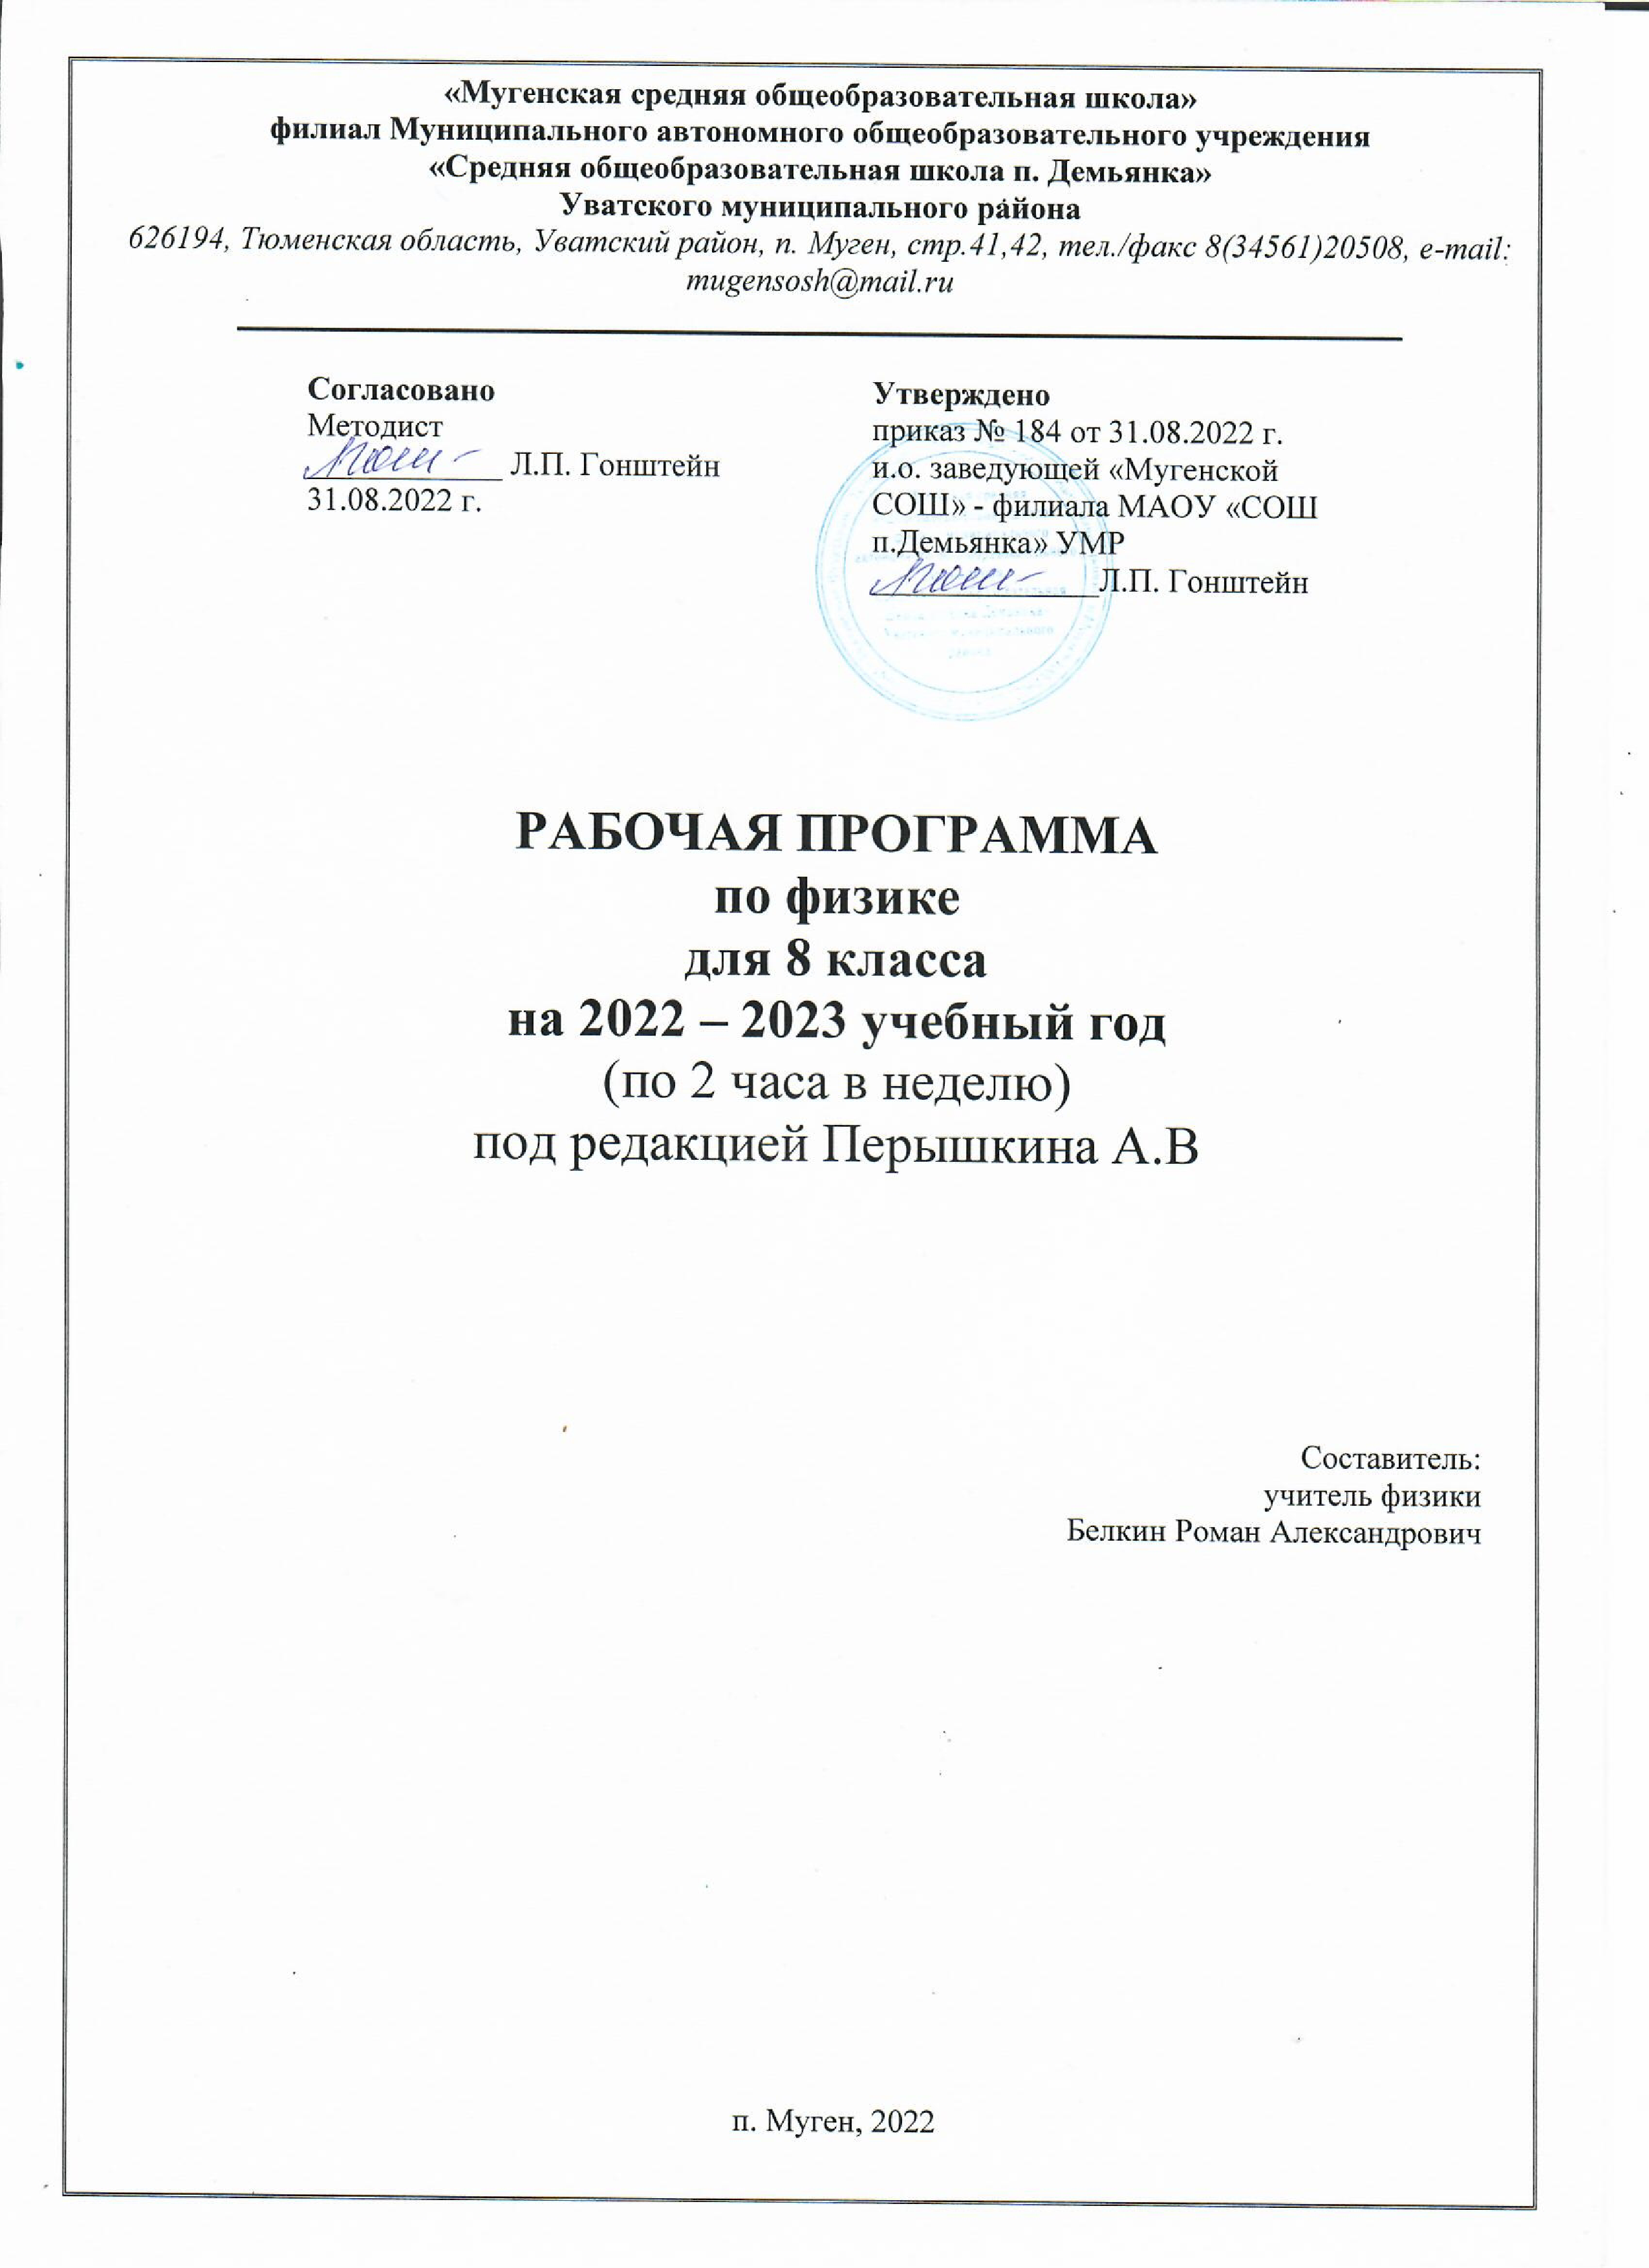 «Мугенская средняя общеобразовательная школа»
филиал Муниципального автономного общеобразовательного учреждения
«Средняя общеобразовательная школа п. Демьянка»
Уватского муниципального района
626194, Тюменская область, Уватский район, п. Муген, стр.41,42, тел./факс 8(34561)20508, e-mail:
mugensosh@mail.ru
Согласовано
Методист
Л.П. Гонштейн
31.08.2022 г.
Утверждено
приказ № 184 от 31.08.2022 г.
и.о. заведующей «Мугенской
СОШ» - филиала МАОУ «СОШ
п.Демьянка» УМР
Л.П. Гонштейн
РАБОЧАЯ ПРОГРАММА
по физике
для 8 класса
на 2022 – 2023 учебный год
(по 2 часа в неделю)
под редакцией Перышкина А.В
Составитель:
учитель физики
Белкин Роман Александрович
п. Муген, 2022